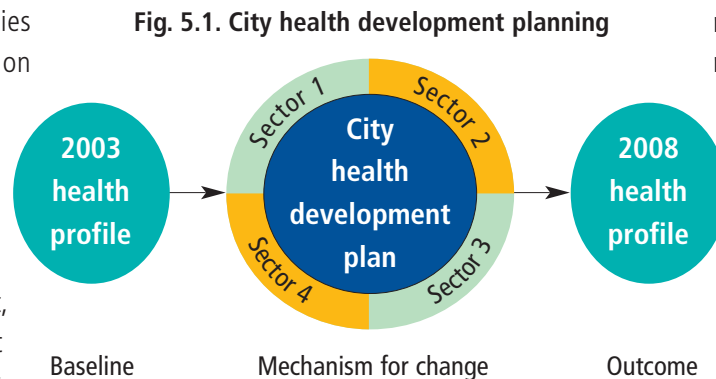 Fig. 5.1. City health development planning
ies
on
Sector 1
Sector 2
City
health
development
plan
Sector 4
Sector 3
2003
health
profile
2008
health
profile
Baseline
Mechanism for change
Outcome